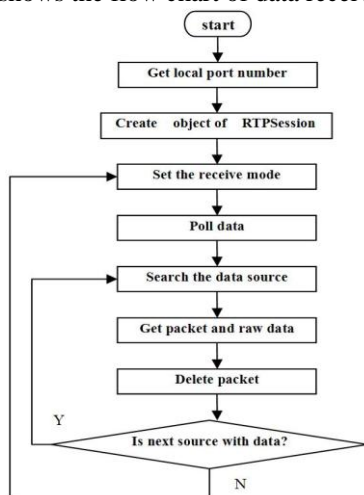 shows the flow chart of data recei
start
Get local port number
Create object of RTPSession
Set the receive mode
Poll data
Search the data source
Get packet and raw data
Delete packet
Y
Is next source with data?
N